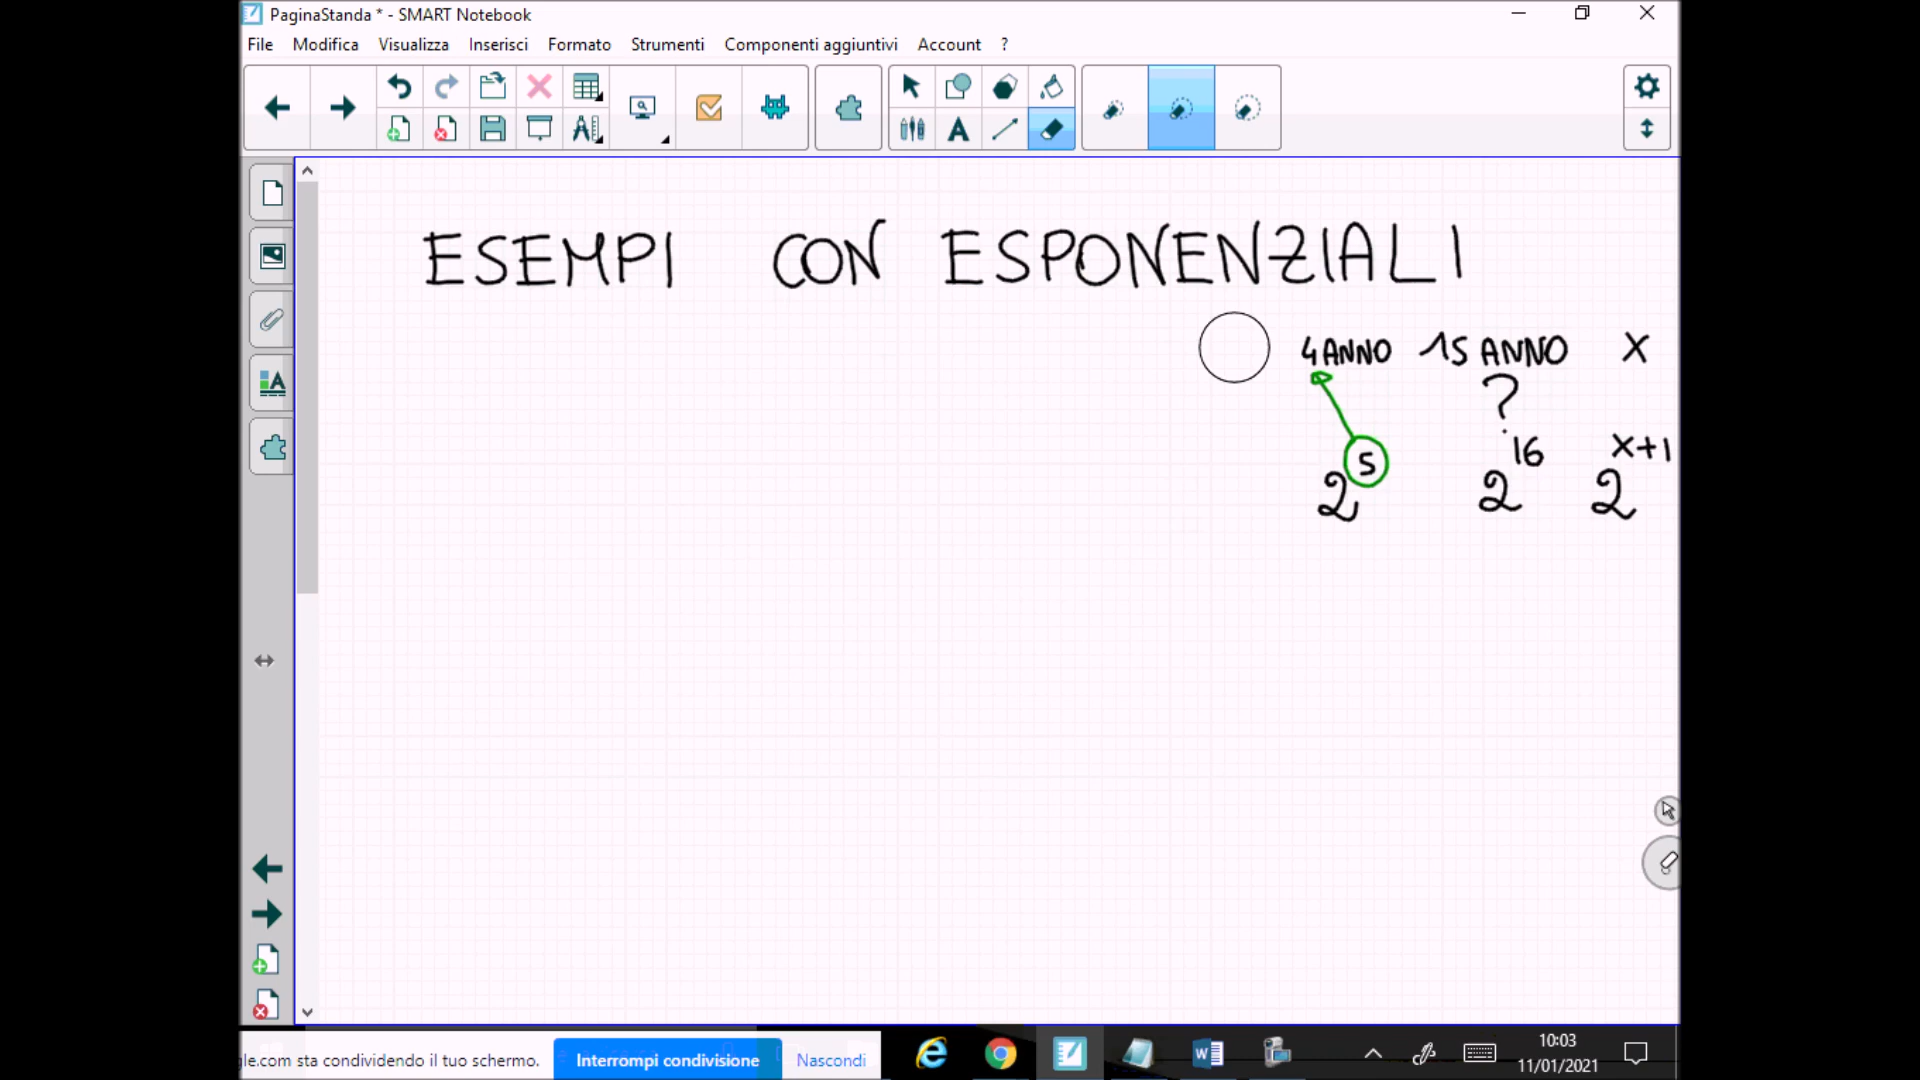 PaginaStanda * - SMART Notebook
File Modifica Visualizza Inserisci Formato Strumenti Componenti aggiuntivi Account ?
ESEMPI CON ESPONENZIALI
4 ANNO 15 ANNO X
?
5 16 X+1
2 2 2
gle.com sta condividendo il tuo schermo. Interrompi condivisione Nascondi
10:03
11/01/2021